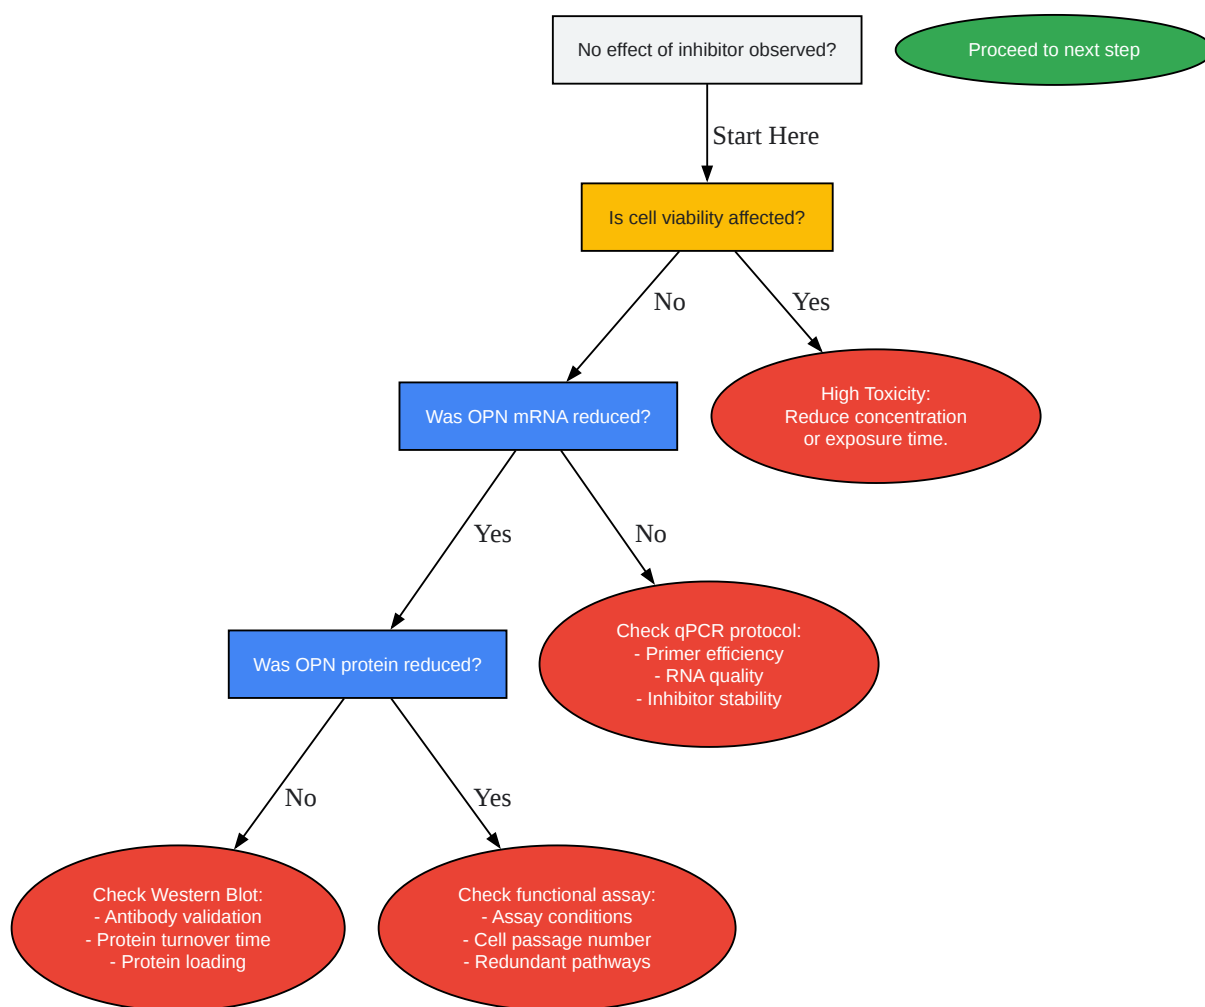 No effect of inhibitor observed?
Proceed to next step
Start Here
Is cell viability affected?
No
Yes
Was OPN mRNA reduced?
High Toxicity:
Reduce concentration
or exposure time.
Yes
No
Was OPN protein reduced?
Check qPCR protocol:
- Primer efficiency
- RNA quality
- Inhibitor stability
No
Yes
Check Western Blot:
- Antibody validation
- Protein turnover time
- Protein loading
Check functional assay:
- Assay conditions
- Cell passage number
- Redundant pathways